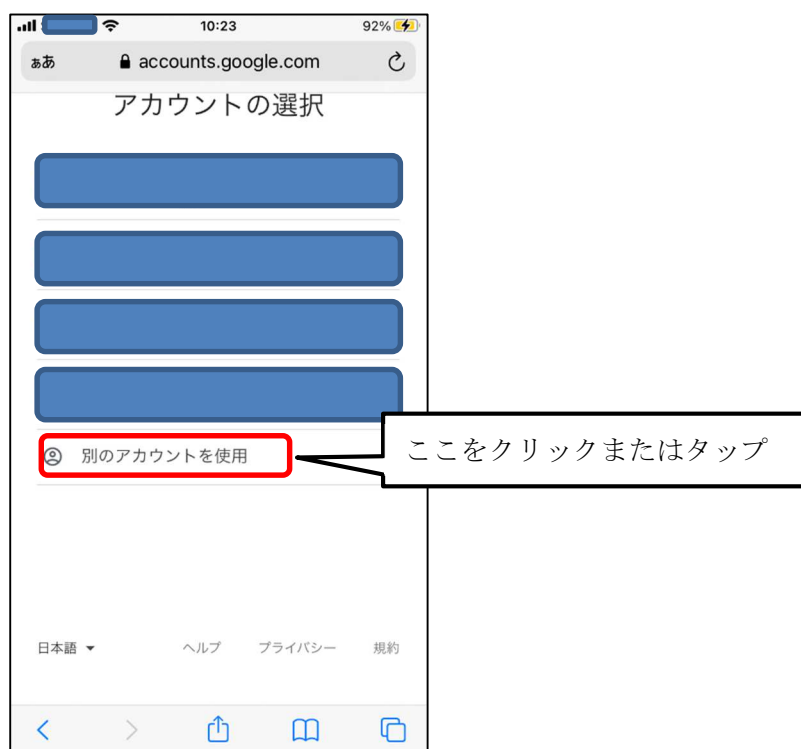 10:23
92%
ぁあ accounts.google.com
アカウントの選択
別のアカウントを使用
ここをクリックまたはタップ
日本語 ヘルプ プライバシー 規約